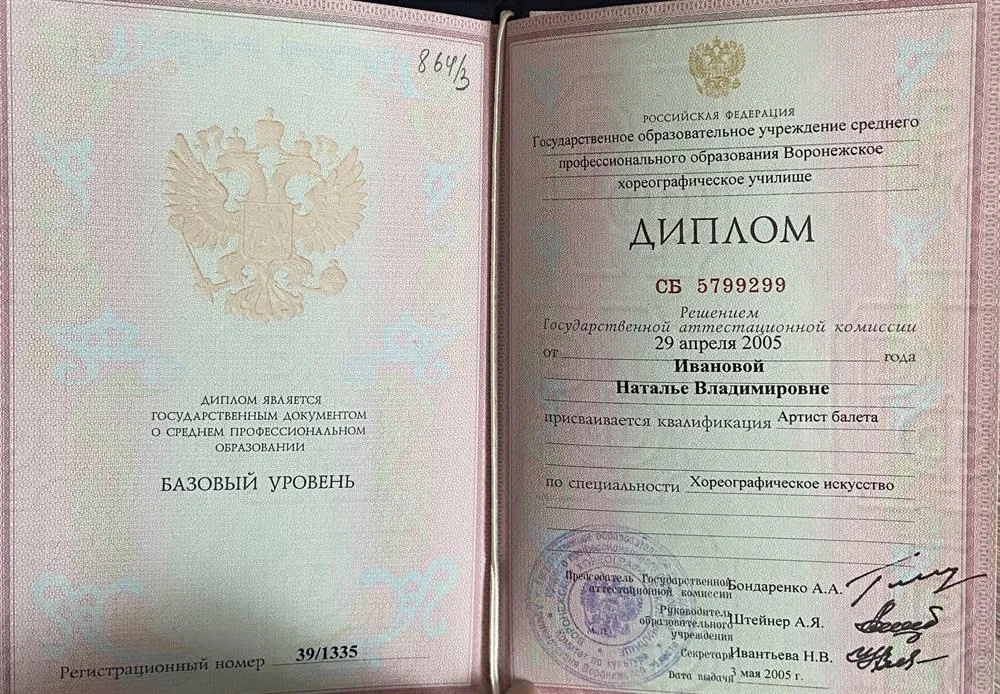 864/3
ДИПЛОМ ЯВЛЯЕТСЯ
ГОСУДАРСТВЕННЫМ ДОКУМЕНТОМ
О СРЕДНЕМ ПРОФЕССИОНАЛЬНОМ
ОБРАЗОВАНИИ
БАЗОВЫЙ УРОВЕНЬ
Регистрационный номер 39/1335
РОССИЙСКАЯ ФЕДЕРАЦИЯ
Государственное образовательное учреждение среднего
профессионального образования Воронежское
хореографическое училище
ДИПЛОМ
СБ 5799299
Решением
Государственной аттестационной комиссии
от 29 апреля 2005 года
Ивановой
Наталье Владимировне
присваивается квалификация Артист балета
по специальности Хореографическое искусство
Председатель Государственной
аттестационной комиссии Бондаренко А.А.
Руководитель
образовательного Штейнер А.Я.
учреждения
Секретарь Ивантьева Н.В.
Дата выдачи 3 мая 2005 г.
М.П.